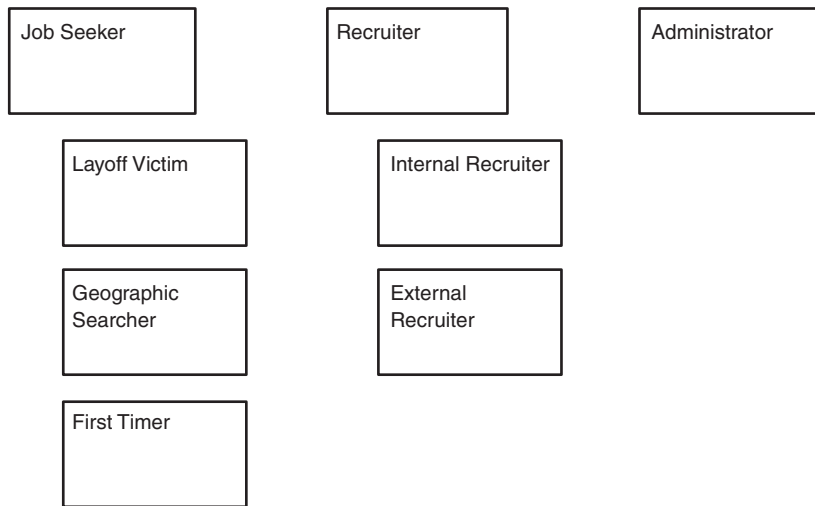 Job Seeker
Recruiter
Administrator
Layoff Victim
Internal Recruiter
Geographic
Searcher
External
Recruiter
First Timer